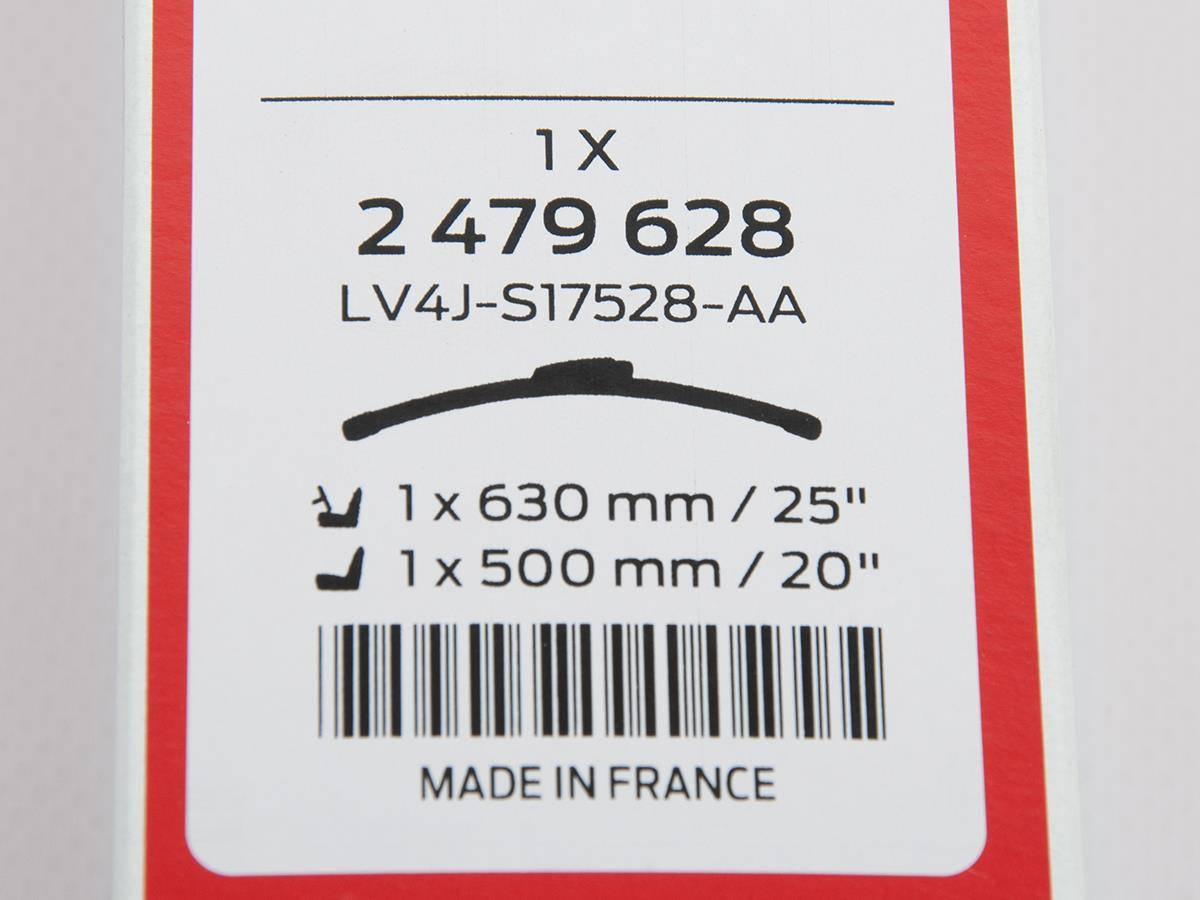 1 X
2 479 628
LV4J-S17528-AA
1 x 630 mm / 25"
1 x 500 mm / 20"
MADE IN FRANCE